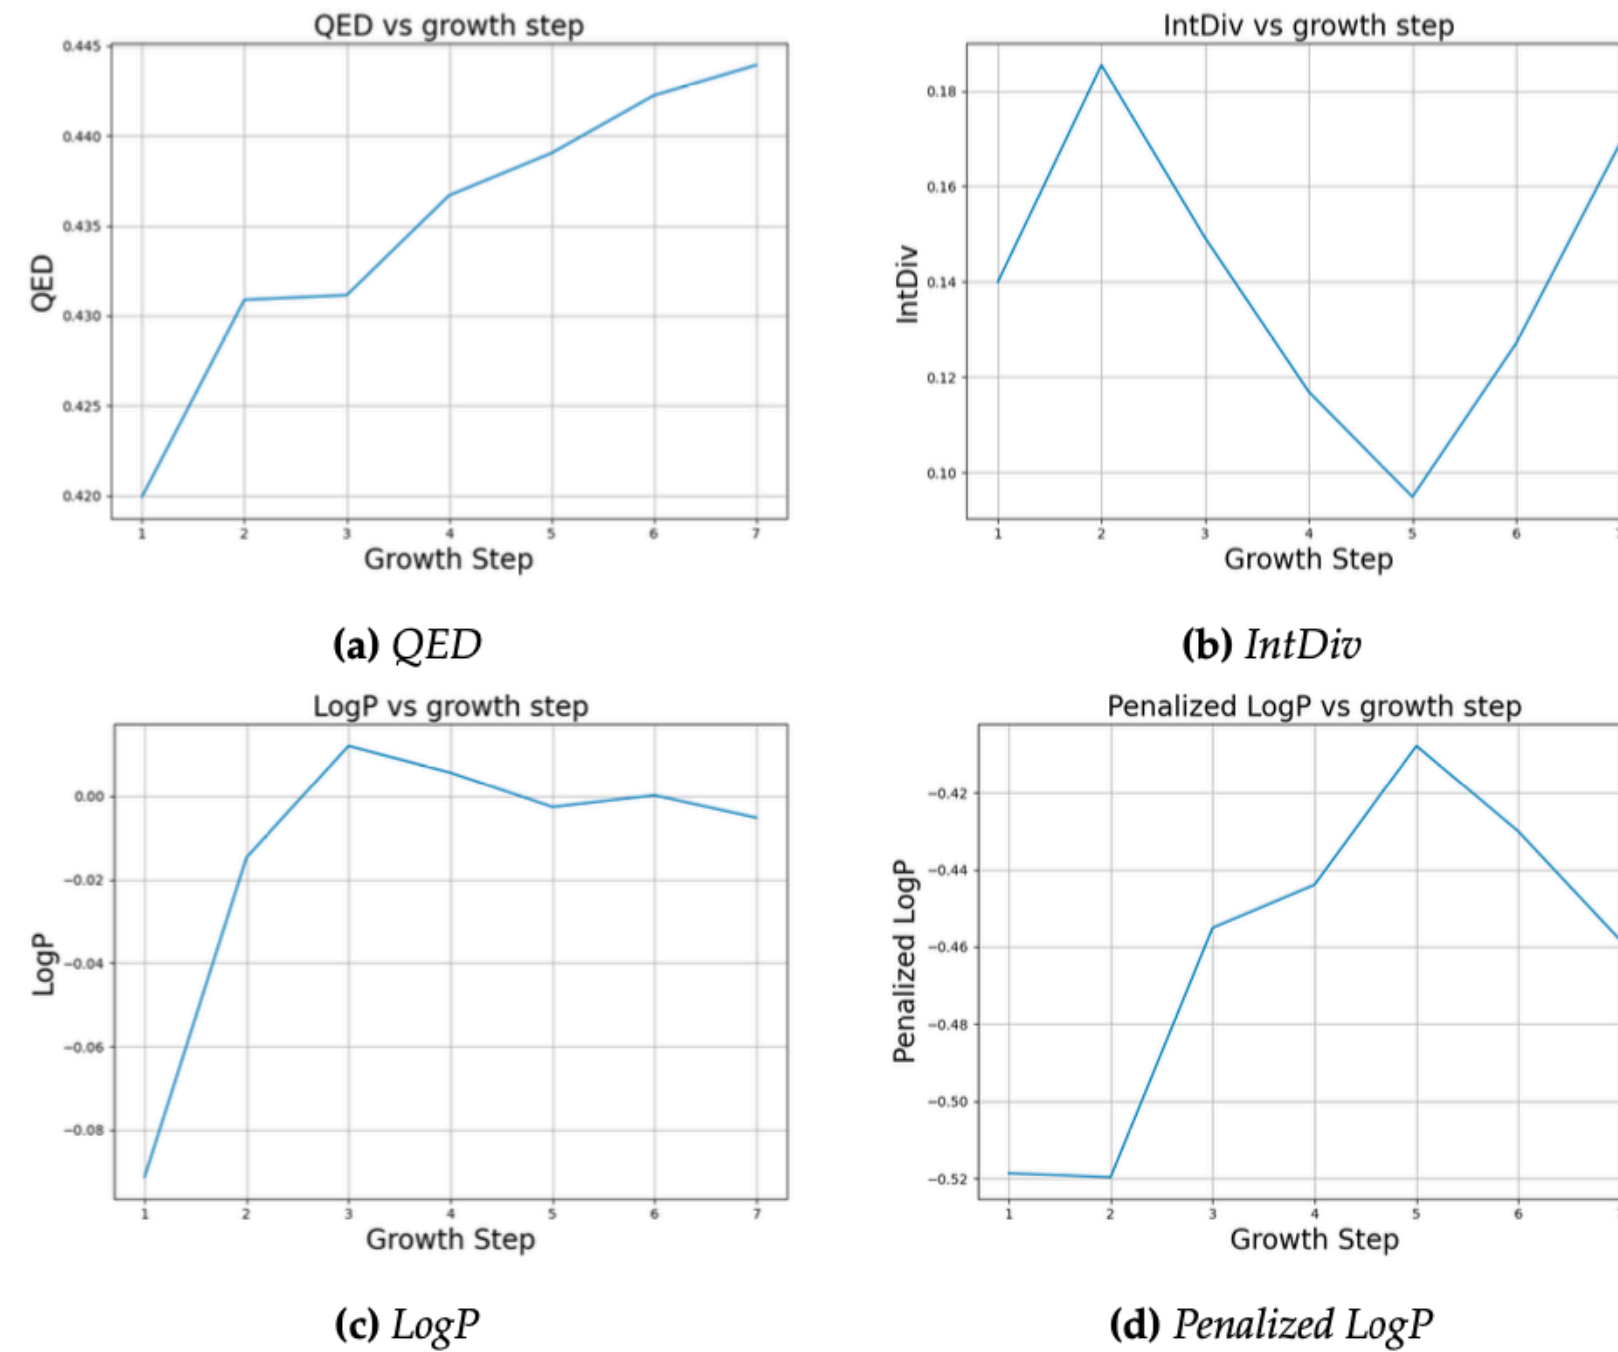 QED vs growth step
0.445
0.440
0.435
0.430
0.425
0.420
QED
1 2 3 4 5 6 7
Growth Step
(a) QED
IntDiv vs growth step
0.18
0.16
0.14
0.12
0.10
IntDiv
1 2 3 4 5 6
Growth Step
(b) IntDiv
LogP vs growth step
0.00
−0.02
−0.04
−0.06
−0.08
LogP
1 2 3 4 5 6 7
Growth Step
(c) LogP
Penalized LogP vs growth step
−0.42
−0.44
−0.46
−0.48
−0.50
−0.52
Penalized LogP
1 2 3 4 5 6
Growth Step
(d) Penalized LogP